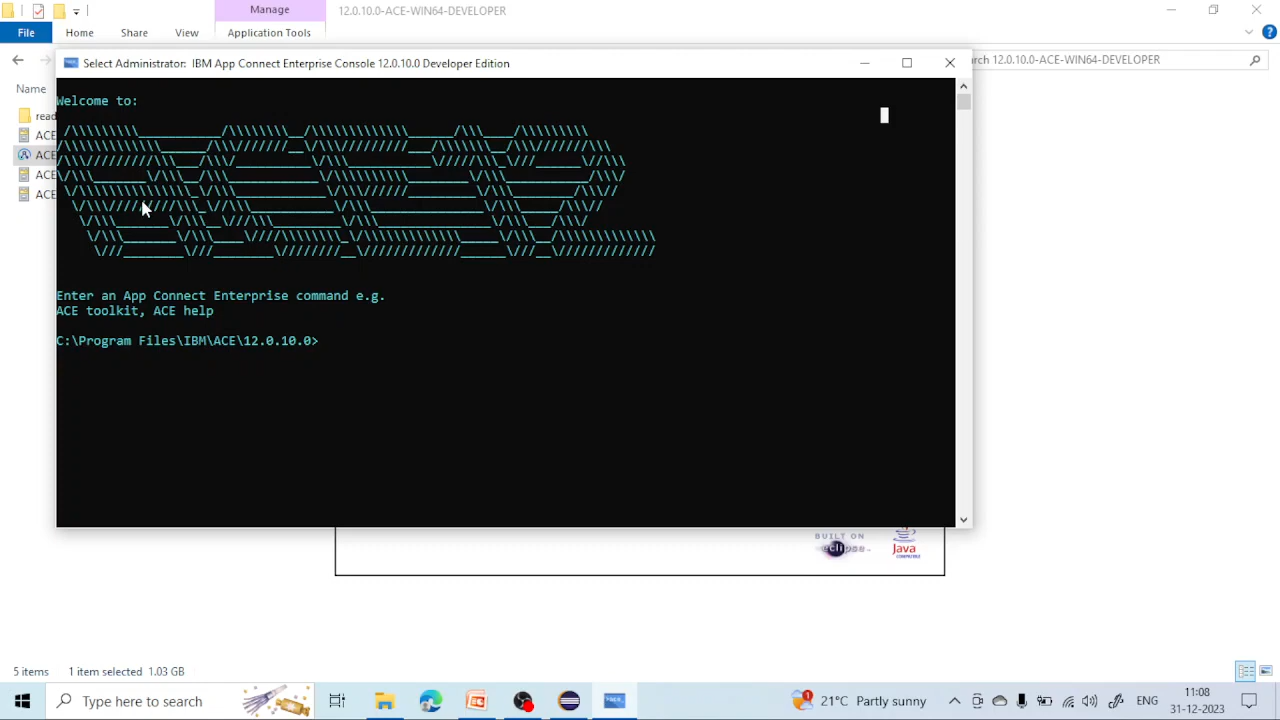 Manage
12.0.10.0-ACE-WIN64-DEVELOPER
File
Home
Share
View
Application Tools
Select Administrator: IBM App Connect Enterprise Console 12.0.10.0 Developer Edition
12.0.10.0-ACE-WIN64-DEVELOPER
Name
Welcome to:
ACE
ACE
ACE
ACE
Enter an App Connect Enterprise command e.g.
ACE toolkit, ACE help
C:\Program Files\IBM\ACE\12.0.10.0>
BUILT ON
eclipse
Java
COMPATIBLE
5 items
1 item selected 1.03 GB
Type here to search
21°C Partly sunny
ENG
11:08
31-12-2023